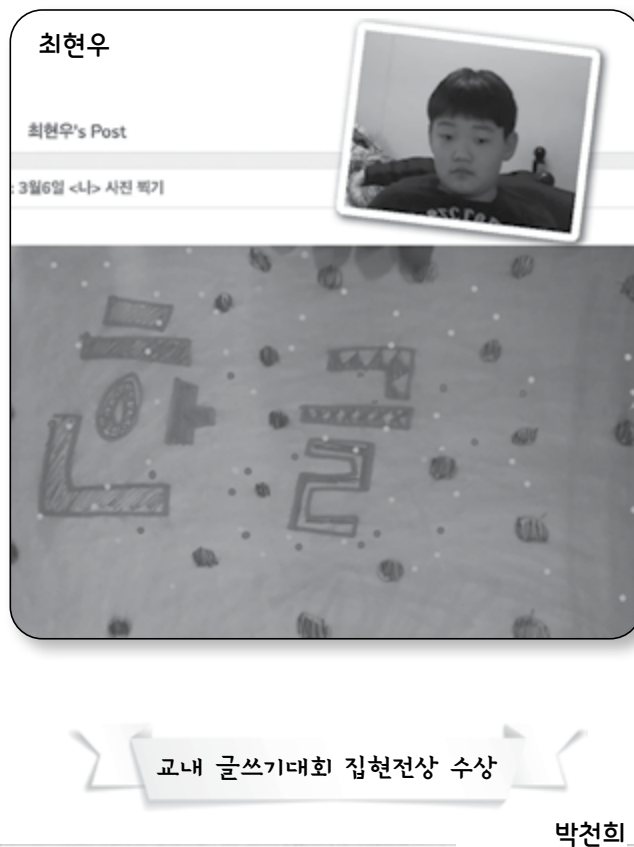 최현우
최현우's Post
: 3월6일 <나> 사진 찍기
한글
교내 글쓰기대회 집현전상 수상
박천희